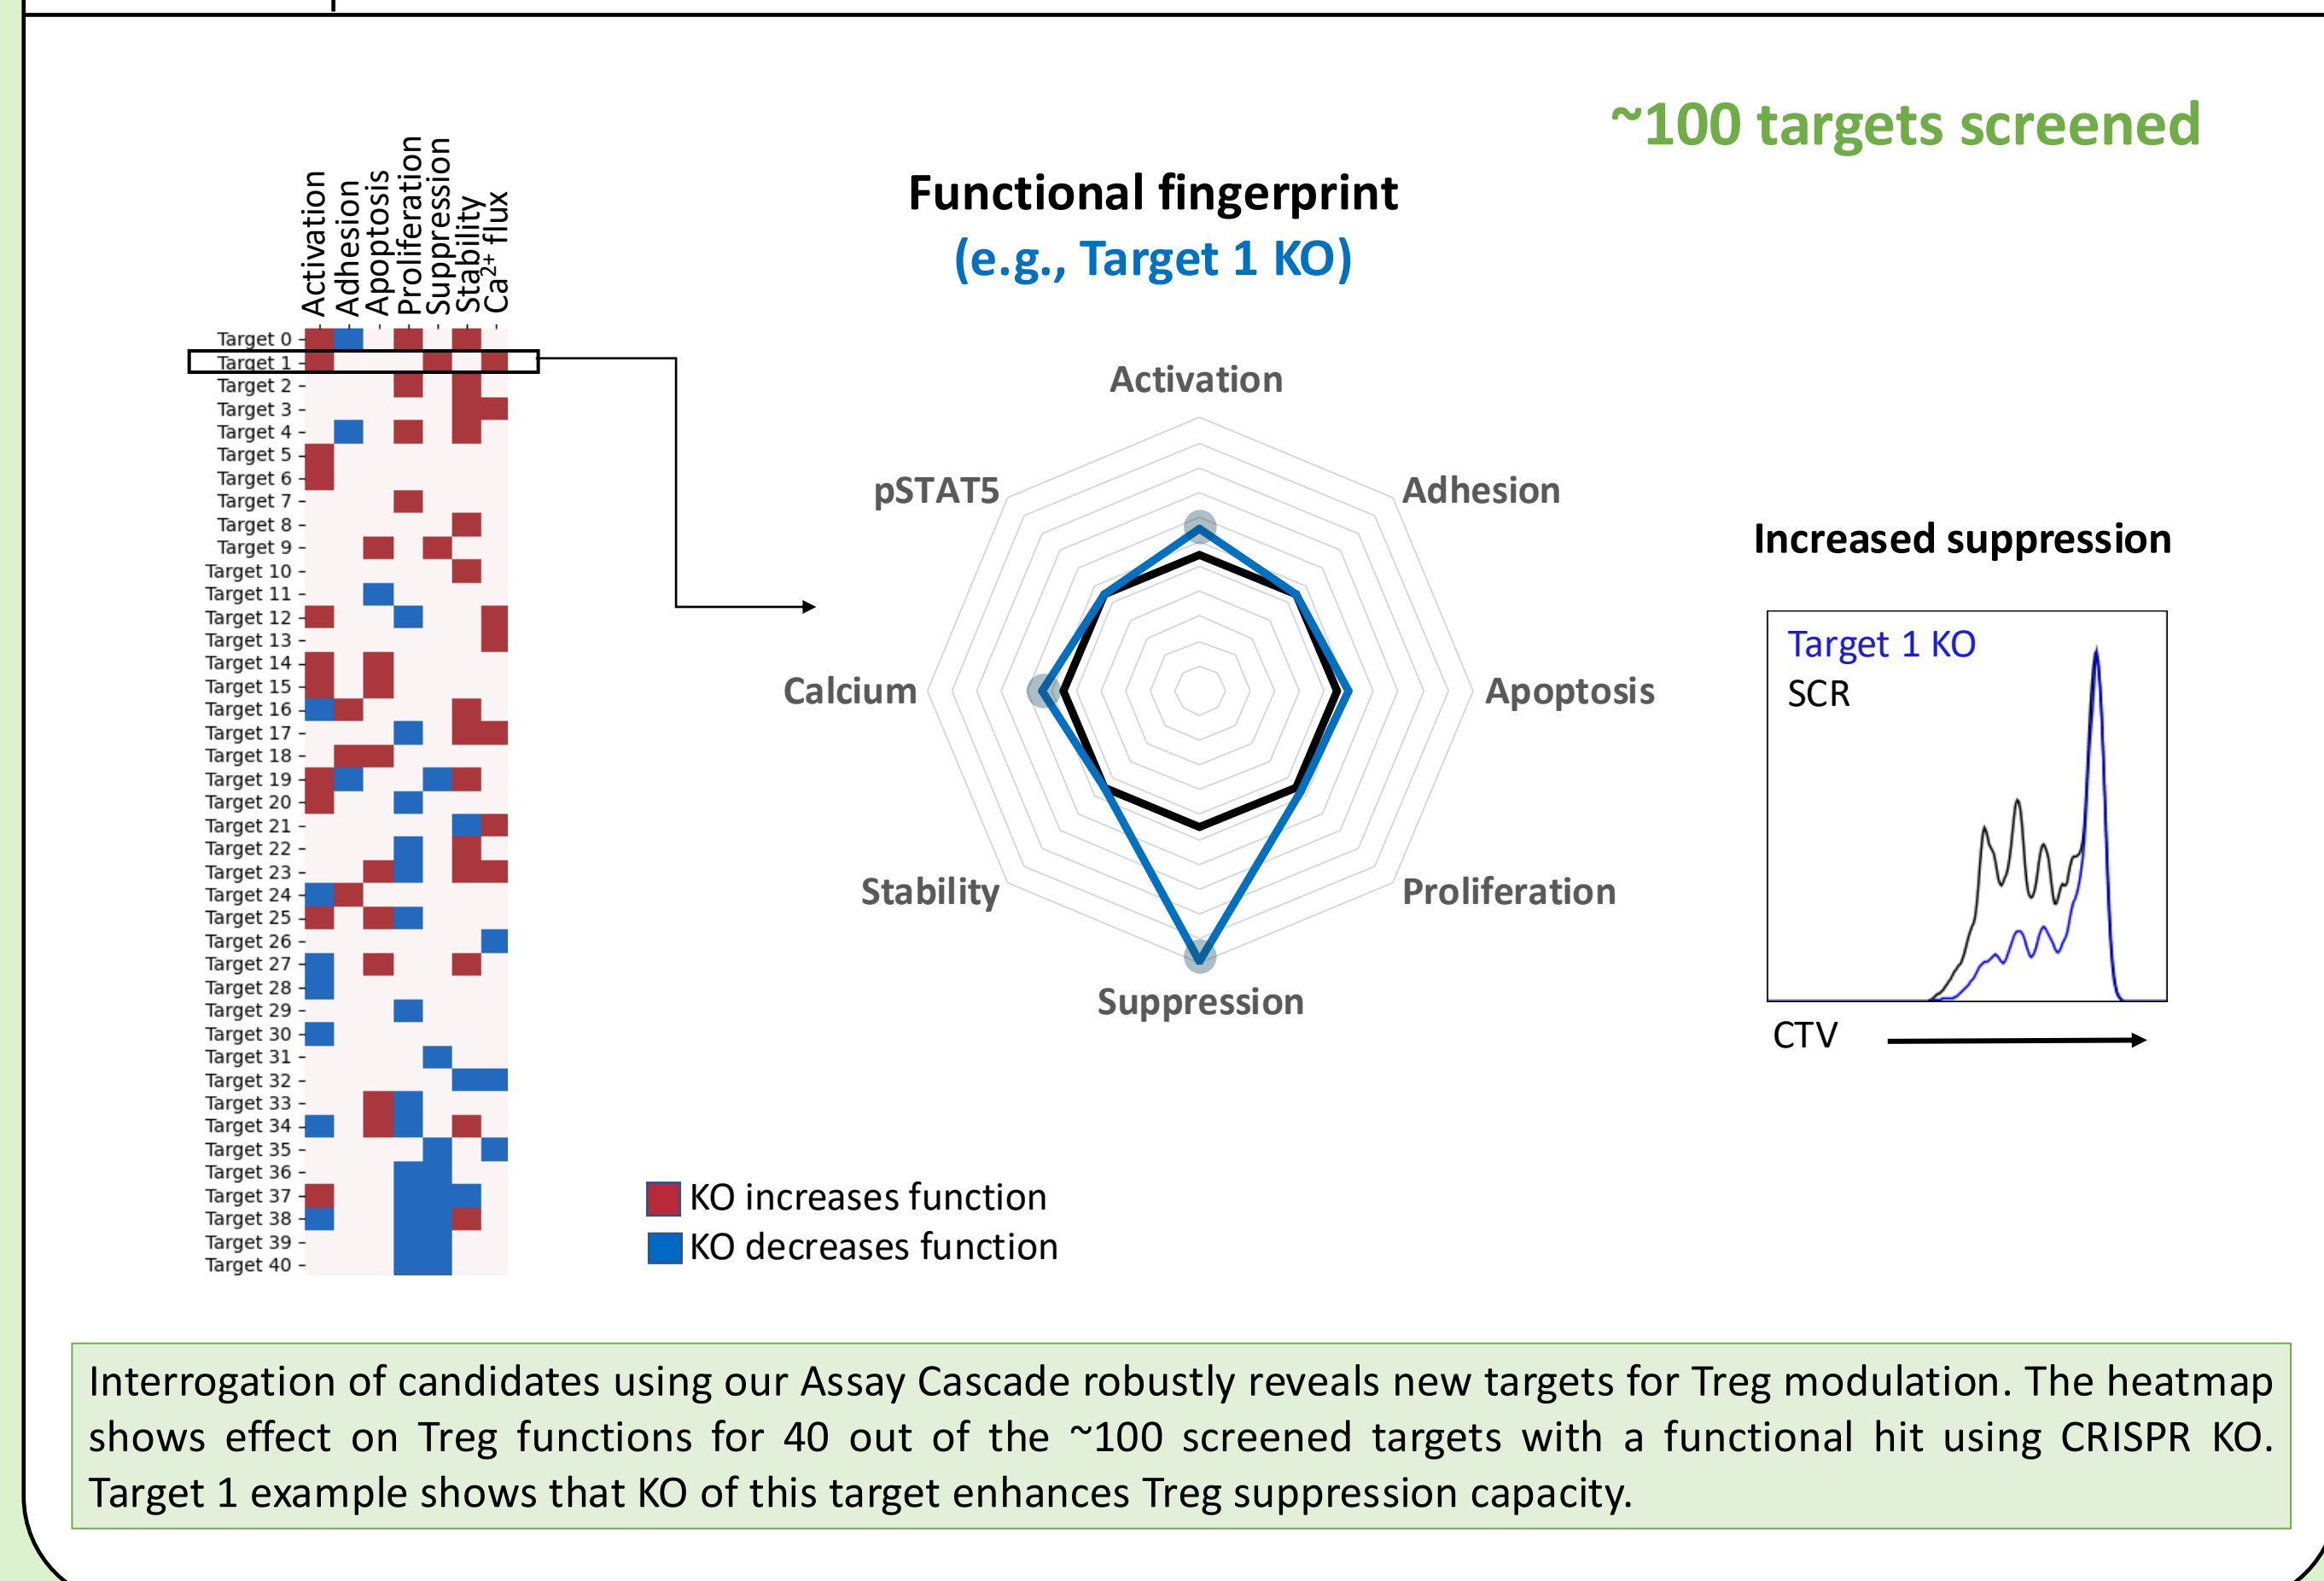 ~100 targets screened
Functional fingerprint
(e.g., Target 1 KO)
Activation
Adhesion
Apoptosis
Proliferation
Suppression
Stability
Ca²⁺ flux
Target 0
Target 1
Target 2
Target 3
Target 4
Target 5
Target 6
Target 7
Target 8
Target 9
Target 10
Target 11
Target 12
Target 13
Target 14
Target 15
Target 16
Target 17
Target 18
Target 19
Target 20
Target 21
Target 22
Target 23
Target 24
Target 25
Target 26
Target 27
Target 28
Target 29
Target 30
Target 31
Target 32
Target 33
Target 34
Target 35
Target 36
Target 37
Target 38
Target 39
Target 40
Activation
Adhesion
Apoptosis
Proliferation
Suppression
Stability
Calcium
pSTAT5
KO increases function
KO decreases function
Increased suppression
Target 1 KO
SCR
CTV
Interrogation of candidates using our Assay Cascade robustly reveals new targets for Treg modulation. The heatmap
shows effect on Treg functions for 40 out of the ~100 screened targets with a functional hit using CRISPR KO.
Target 1 example shows that KO of this target enhances Treg suppression capacity.